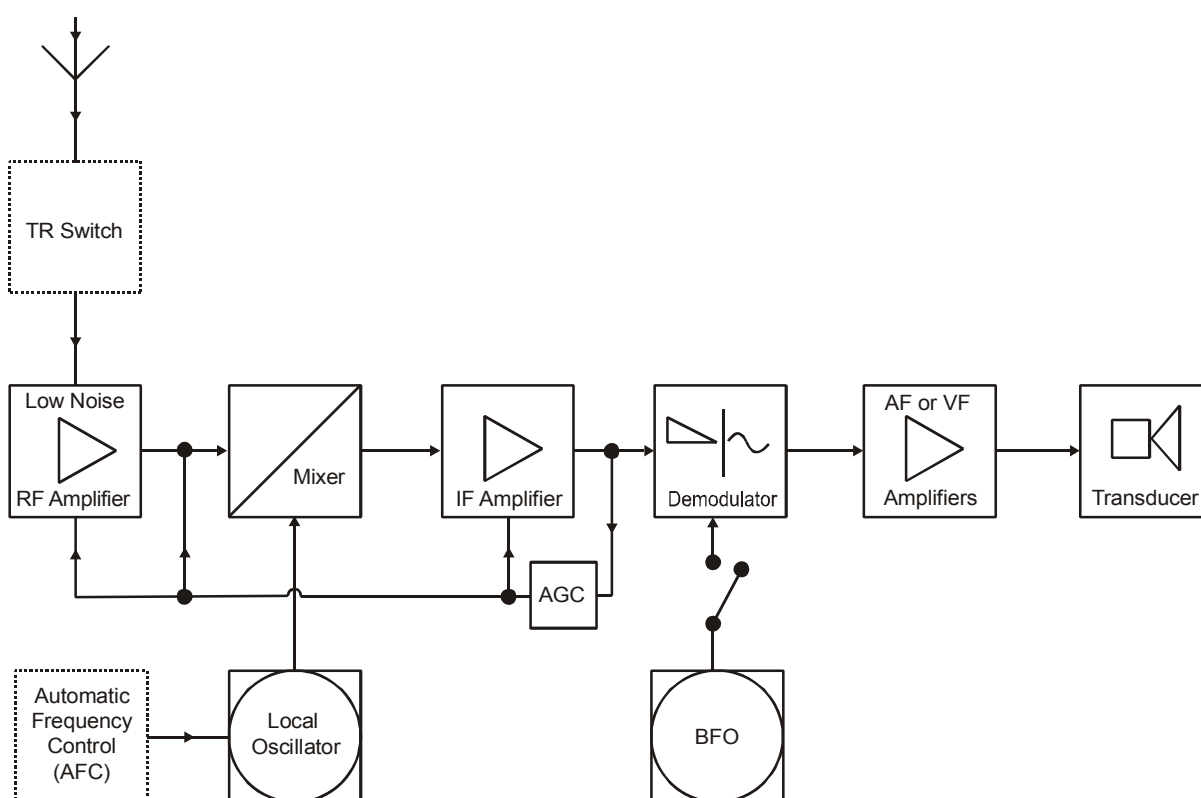 TR Switch
Low Noise
RF Amplifier
Mixer
IF Amplifier
Demodulator
AF or VF
Amplifiers
Transducer
AGC
Automatic
Frequency
Control
(AFC)
Local
Oscillator
BFO